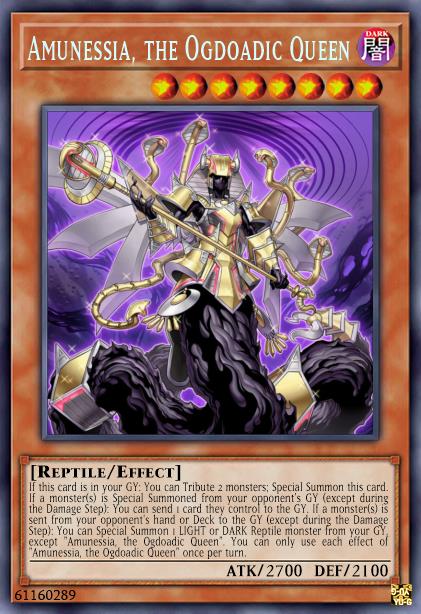 AMUNESSIA, THE OGDOADIC QUEEN
DARK
闇
[REPTILE/EFFECT]
If this card is in your GY: You can Tribute 2 monsters; Special Summon this card.
If a monster(s) is Special Summoned from your opponent's GY (except during
the Damage Step): You can send 1 card they control to the GY. If a monster(s) is
sent from your opponent's hand or Deck to the GY (except during the Damage
Step): You can Special Summon 1 LIGHT or DARK Reptile monster from your GY,
except "Amunessia, the Ogdoadic Queen". You can only use each effect of
"Amunessia, the Ogdoadic Queen" once per turn.
ATK/2700 DEF/2100
61160289